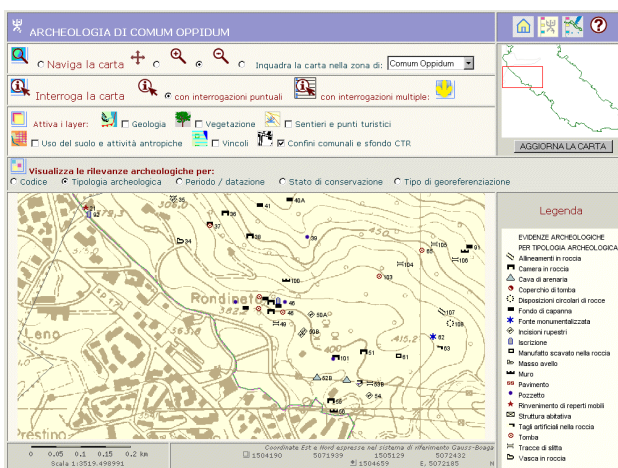 ARCHEOLOGIA DI COMUM OPPIDUM
Naviga la carta
Inquadra la carta nella zona di: Comum Oppidum
Interroga la carta
con interrogazioni puntuali
con interrogazioni multiple:
Attiva i layer:
Geologia
Vegetazione
Sentieri e punti turistici
Uso del suolo e attività antropiche
Vincoli
Confini comunali e sfondo CTR
AGGIORNA LA CARTA
Visualizza le rilevanze archeologiche per:
Codice
Tipologia archeologica
Periodo / datazione
Stato di conservazione
Tipo di georeferenziazione
Rondinet
Leno
Prestino
Legenda
EVIDENZE ARCHEOLOGICHE
PER TIPOLOGIA ARCHEOLOGICA
Allineamenti in roccia
Camera in roccia
Cava di arenaria
Coperchio di tomba
Disposizioni circolari di rocce
Fondo di capanna
Fonte monumentalizzata
Incisioni rupestri
Iscrizione
Manufatto scavato nella roccia
Masso avello
Muro
Pavimento
Pozzetto
Rinvenimento di reperti mobili
Struttura abitativa
Tagli artificiali nella roccia
Tomba
Tracce di slitta
Vasca in roccia
0 0.05 0.1 0.15 0.2 km
Scala 1:3519.498991
Coordinate Est e Nord espresse nel sistema di riferimento Gauss-Boaga
1504190 5071939 1505129 5072432
1504659 E, 5072185 N